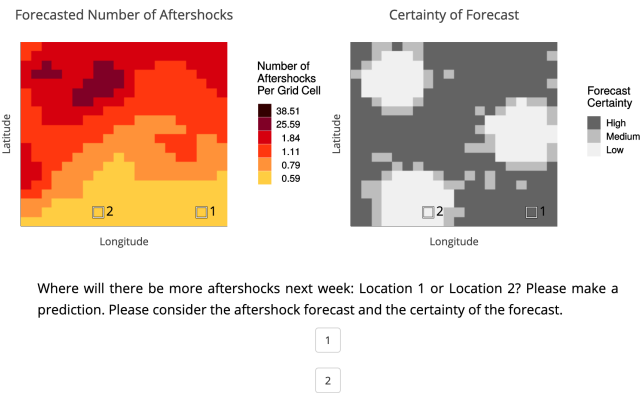 Forecasted Number of Aftershocks
Certainty of Forecast
Latitude
Longitude
2
1
Number of
Aftershocks
Per Grid Cell
38.51
25.59
1.84
1.11
0.79
0.59
Latitude
Longitude
2
1
Forecast
Certainty
High
Medium
Low
Where will there be more aftershocks next week: Location 1 or Location 2? Please make a
prediction. Please consider the aftershock forecast and the certainty of the forecast.
1
2